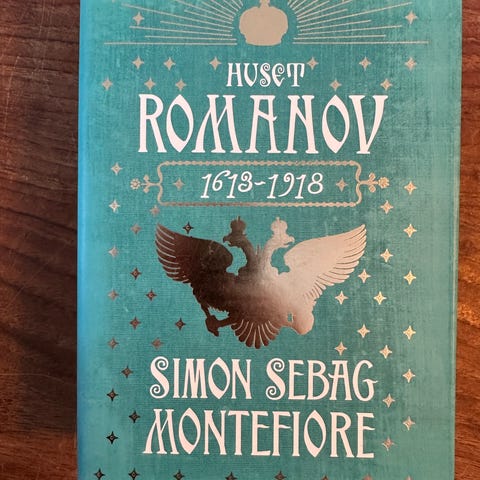 HUSET
ROMANOV
1613–1918
SIMON SEBAG
MONTEFIORE